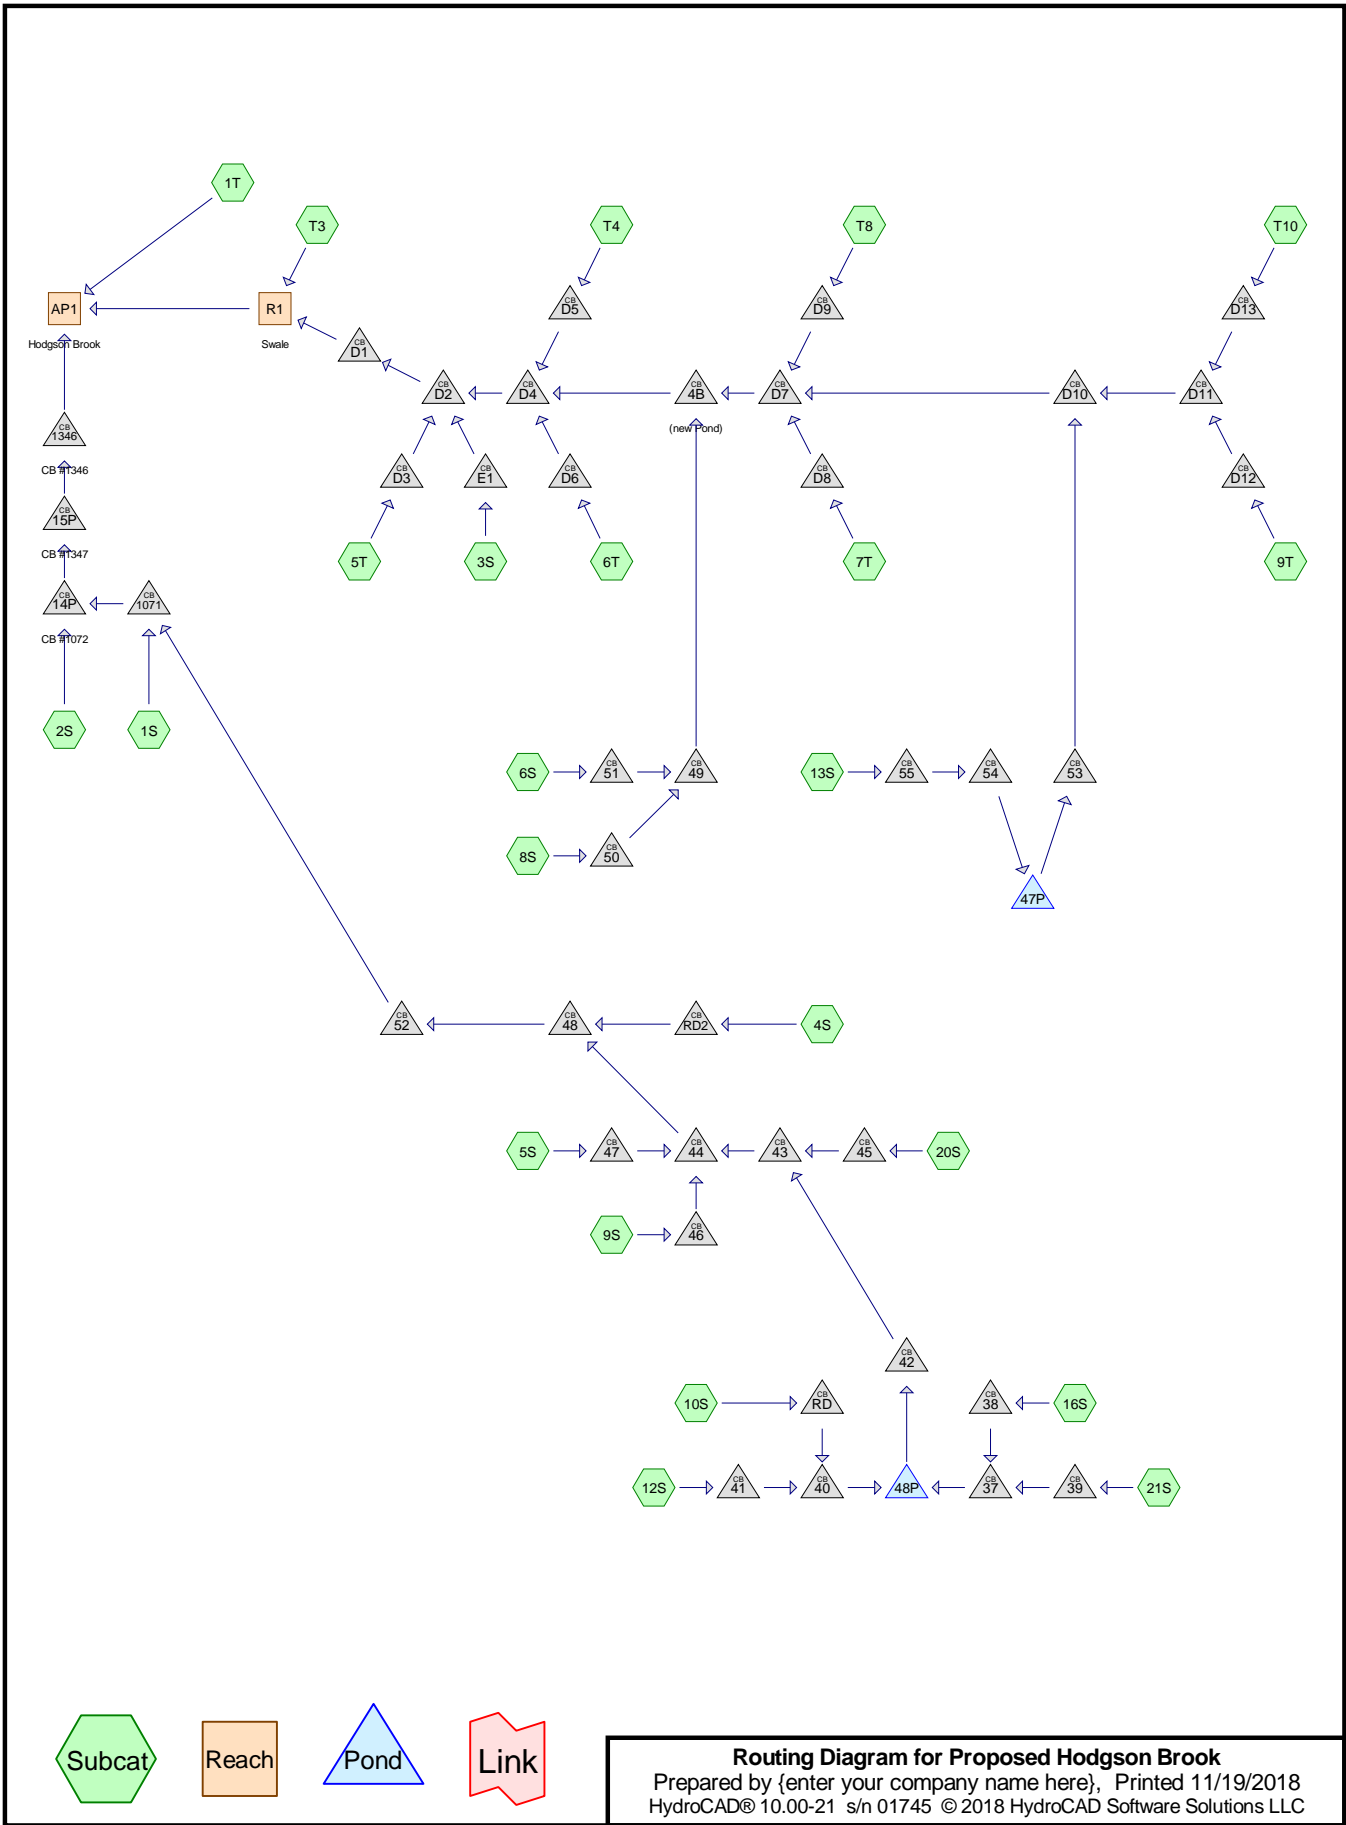 1T
T3
T4
T8
T10
AP1
Hodgson Brook
R1
Swale
CB
D1
CB
D5
CB
D9
CB
D13
CB
D2
CB
D4
CB
4B
(new Pond)
CB
D7
CB
D10
CB
D11
CB
1346
CB #1346
CB
D3
CB
E1
CB
D6
CB
D8
CB
D12
CB
15P
CB #1347
5T
3S
6T
7T
9T
CB
14P
CB #1072
CB
1071
2S
1S
6S
CB
51
CB
49
13S
CB
55
CB
54
CB
53
8S
CB
50
47P
CB
52
CB
48
CB
RD2
4S
5S
CB
47
CB
44
CB
43
CB
45
20S
9S
CB
46
CB
42
10S
CB
RD
CB
38
16S
12S
CB
41
CB
40
48P
CB
37
CB
39
21S
Subcat
Reach
Pond
Link
Routing Diagram for Proposed Hodgson Brook
Prepared by {enter your company name here}, Printed 11/19/2018
HydroCAD® 10.00-21 s/n 01745 © 2018 HydroCAD Software Solutions LLC